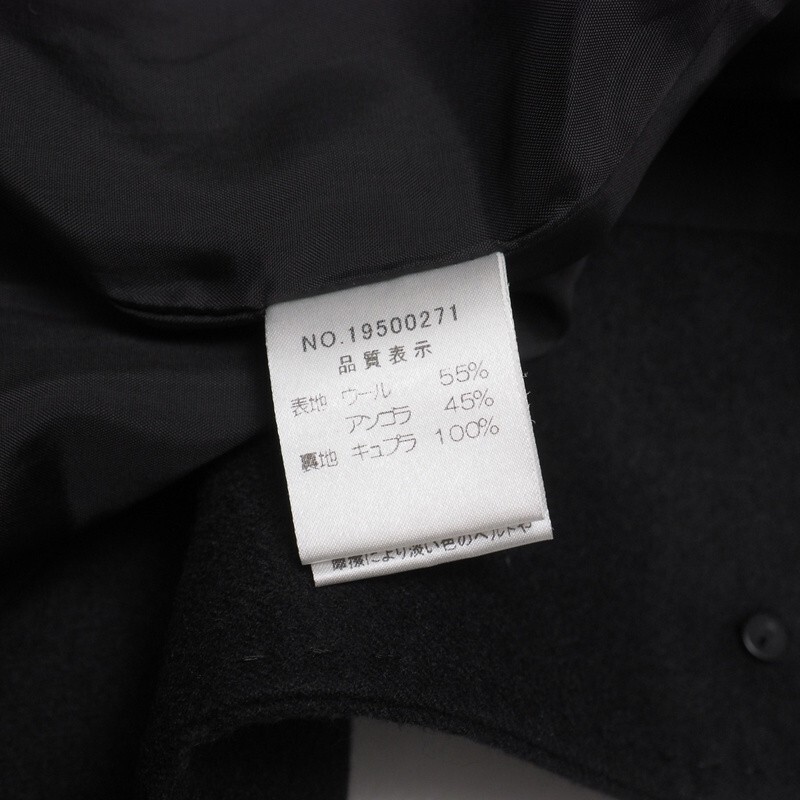 NO.19500271
品質表示
表地 ウール 55%
アンゴラ 45%
裏地 キュプラ 100%
摩擦により淡い色のベルトや